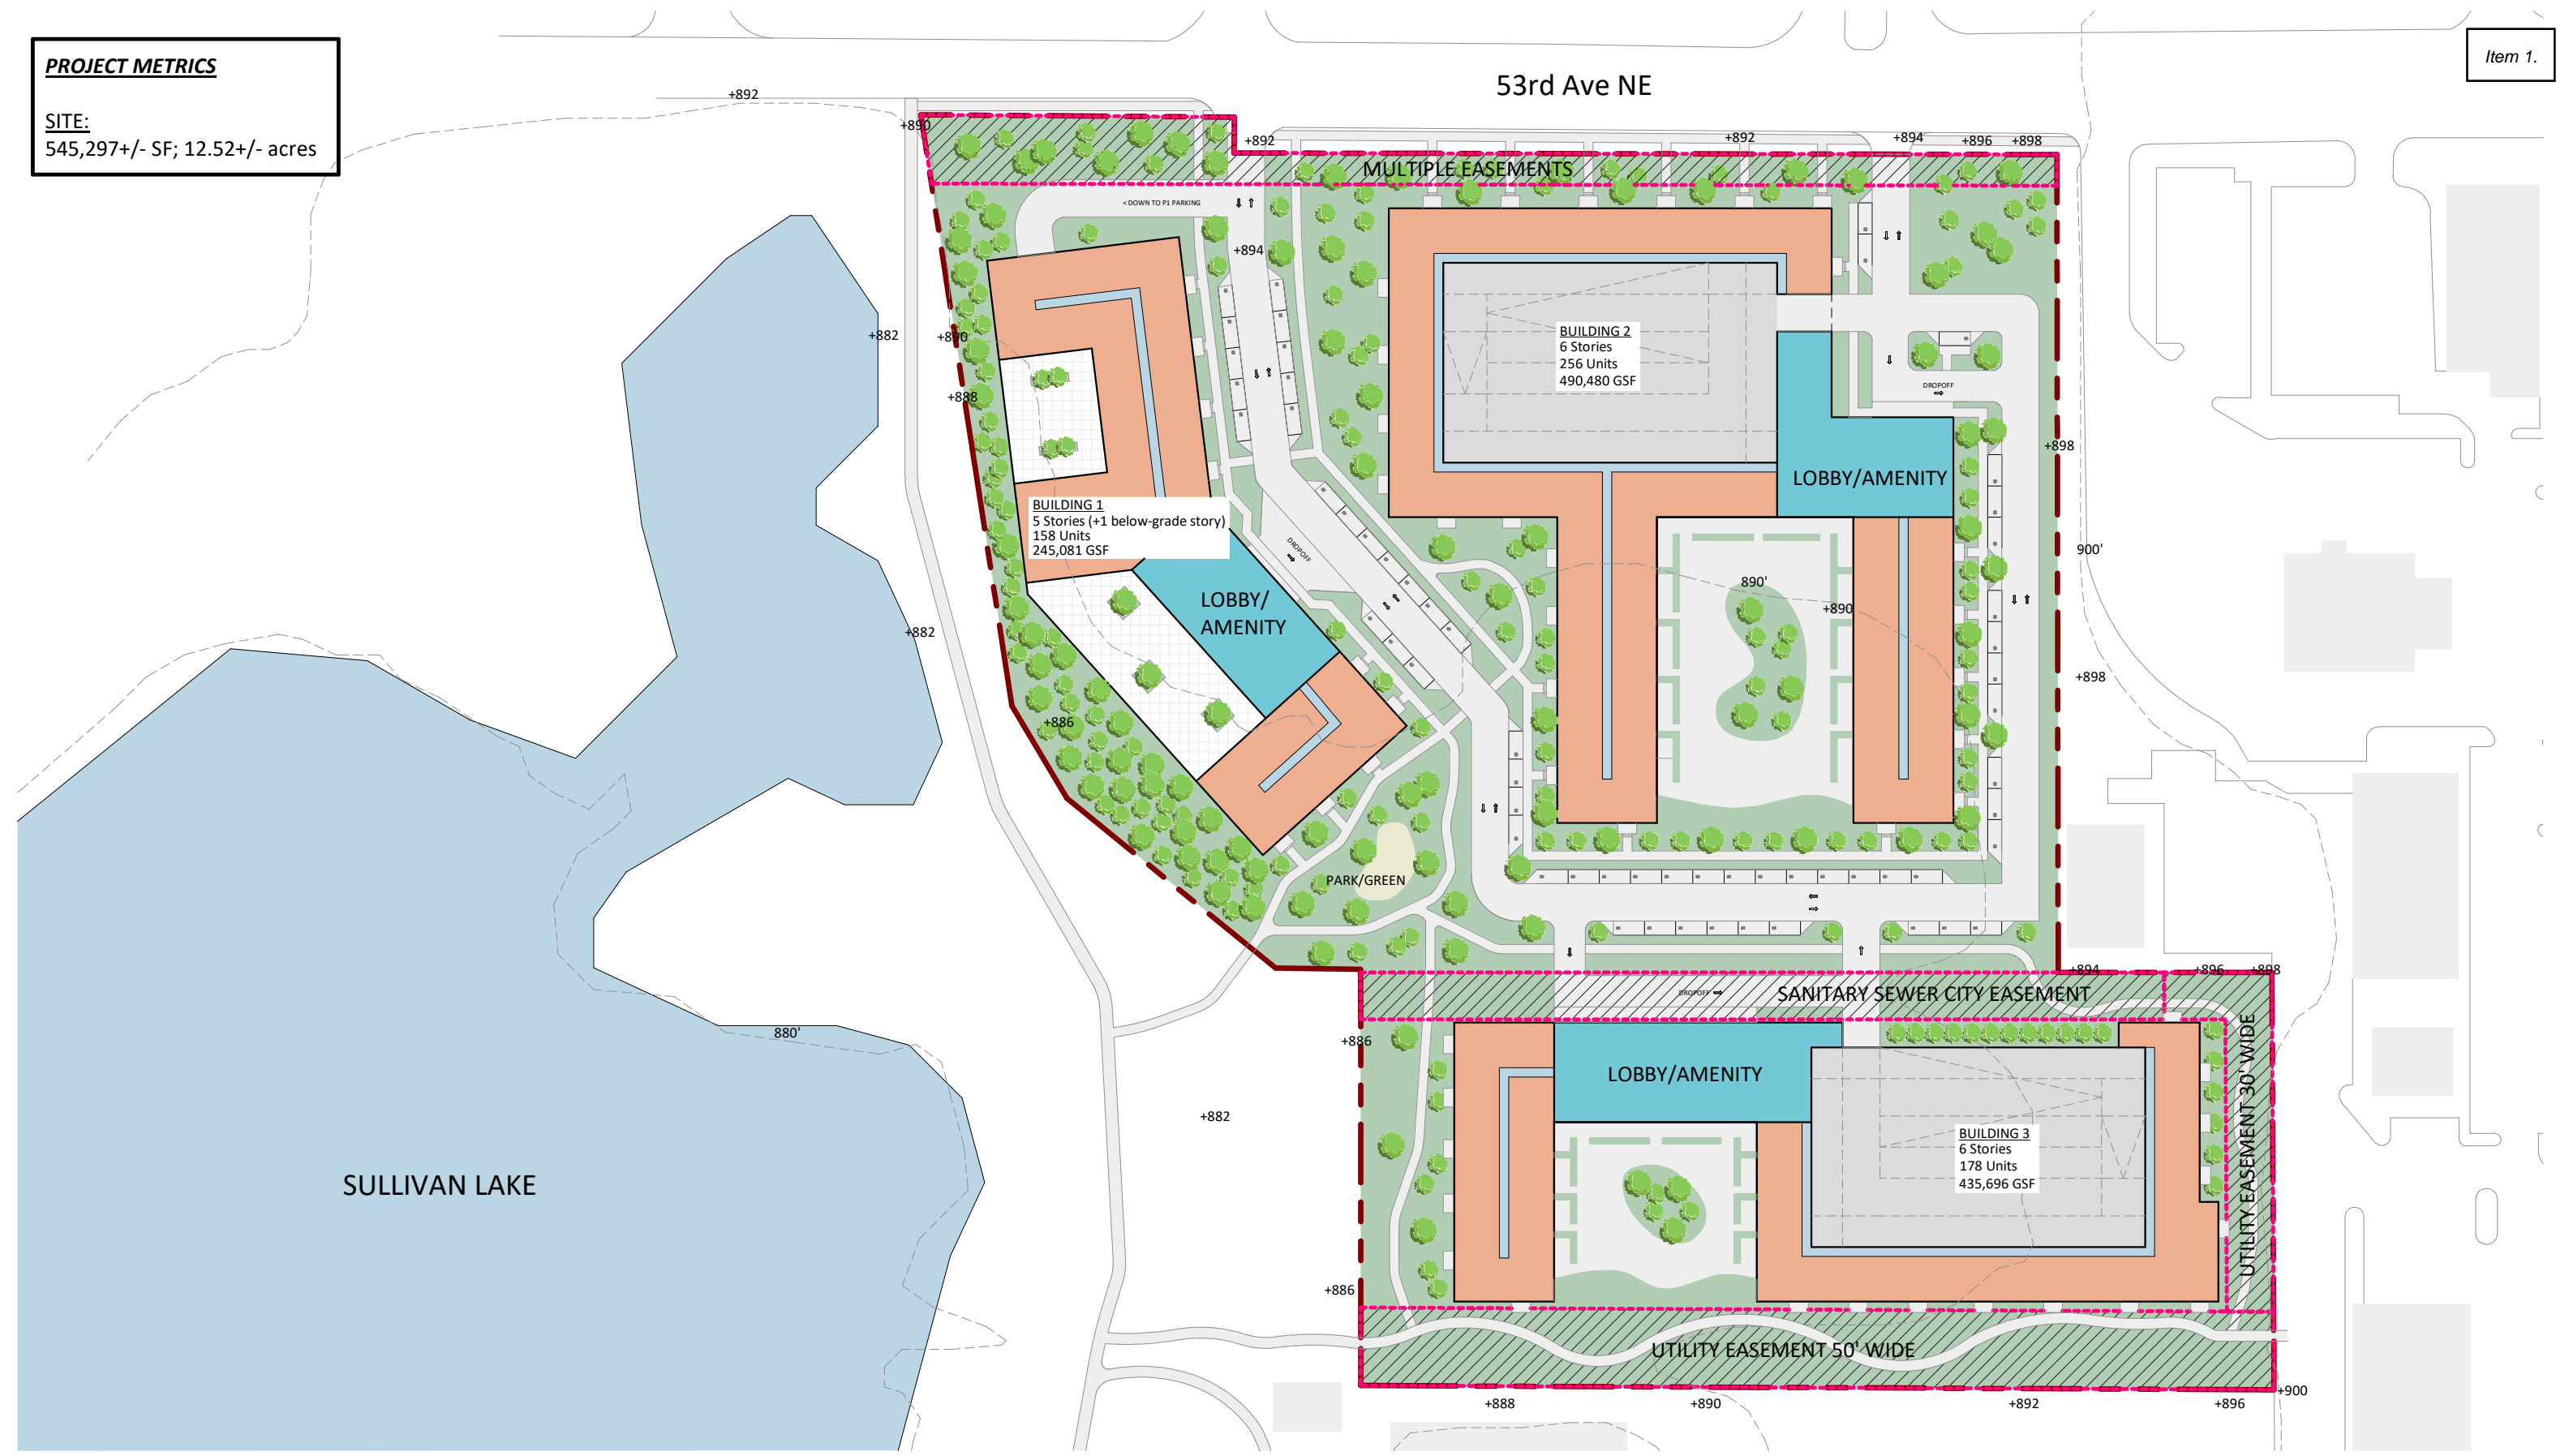 PROJECT METRICS
SITE:
545,297+/- SF; 12.52+/- acres
Item 1.
53rd Ave NE
+892
+890
+892
+892
+894
+896
+898
MULTIPLE EASEMENTS
< DOWN TO P1 PARKING
+894
+882
+890
+888
BUILDING 2
6 Stories
256 Units
490,480 GSF
DROPOFF
+898
LOBBY/AMENITY
BUILDING 1
5 Stories (+1 below-grade story)
158 Units
245,081 GSF
DROPOFF
900'
890'
+890
LOBBY/
AMENITY
+882
+898
+886
PARK/GREEN
+894
+896
+898
DROPOFF
SANITARY SEWER CITY EASEMENT
880'
+886
LOBBY/AMENITY
+882
BUILDING 3
6 Stories
178 Units
435,696 GSF
UTILITY EASEMENT 30' WIDE
SULLIVAN LAKE
+886
UTILITY EASEMENT 50' WIDE
+888
+890
+892
+896
+900